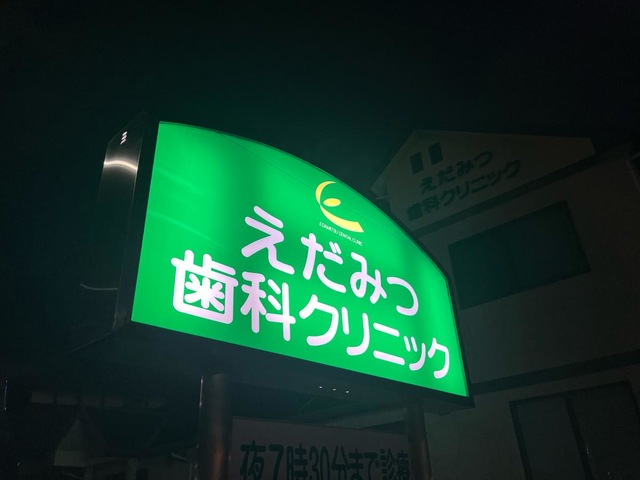 EDAMITSU DENTAL CLINIC
えだみつ
歯科クリニック
えだみつ
歯科クリニック
夜7時30分まで診療